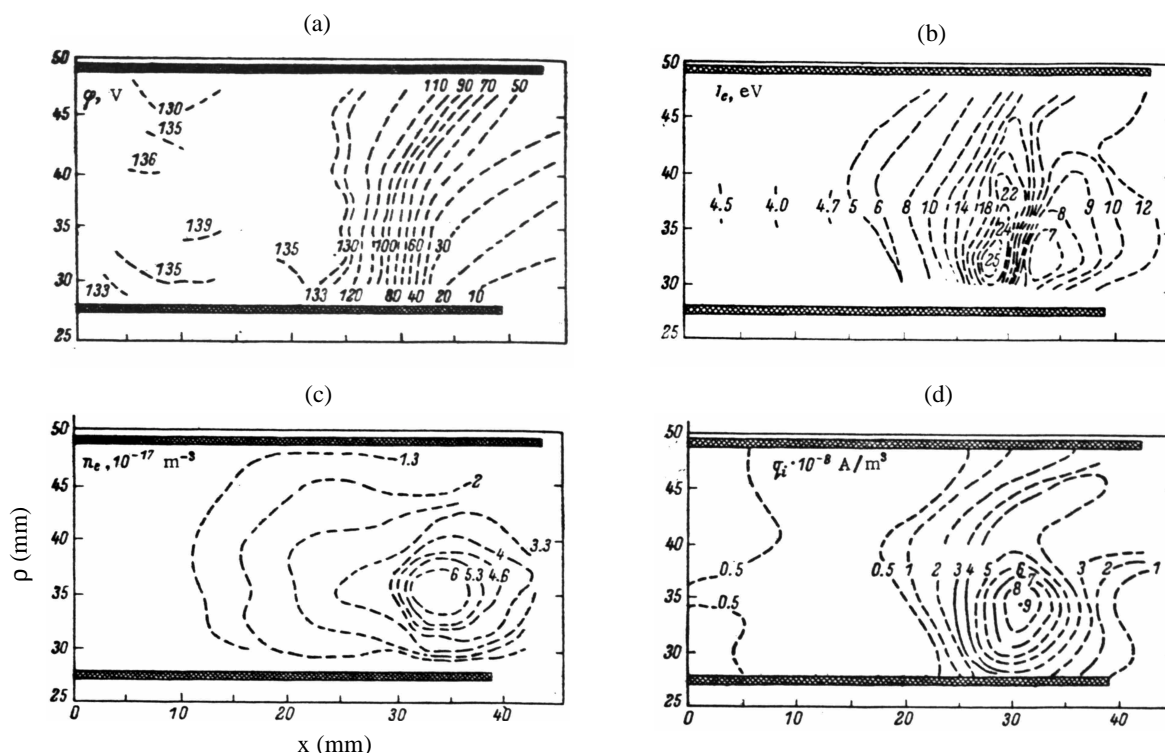 (a)
50
φ, V
110 90 70 50
45
130
135
136
40
35
139
135
130 100 60 30
135
30
133
133 120 80 40 20 10
25
(b)
50
T_e, eV
45
40
22
4.5 4.0 4.7 5 6 8 10 14 18 9 10 12
8
35
24
7
25
30
25
(c)
50
n_e, 10⁻¹⁷ m⁻³
1.3
45
2
40
3.3
4
6 5.3 4.6
35
30
25
0 10 20 30 40
ρ (mm)
x (mm)
(d)
50
q_i · 10⁻⁸ A/m³
45
40
0.5 0.5 1 2 3 4 5 6 7 3 2 1
8
35
0.5
9
30
25
0 10 20 30 40